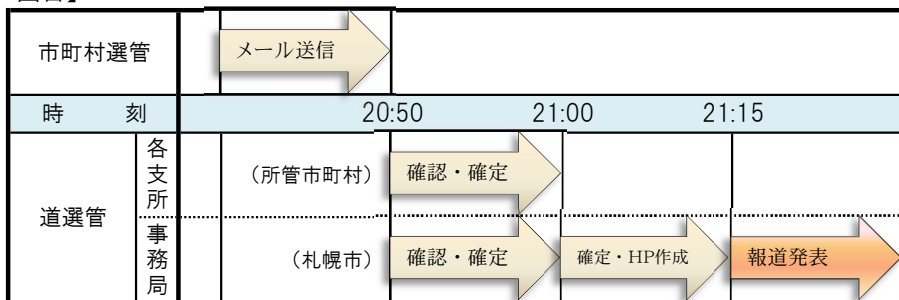 市町村選管
メール送信
時 刻
20:50
21:00
21:15
道選管
各支所
（所管市町村）
確認・確定
事務局
（札幌市）
確認・確定
確定・HP作成
報道発表